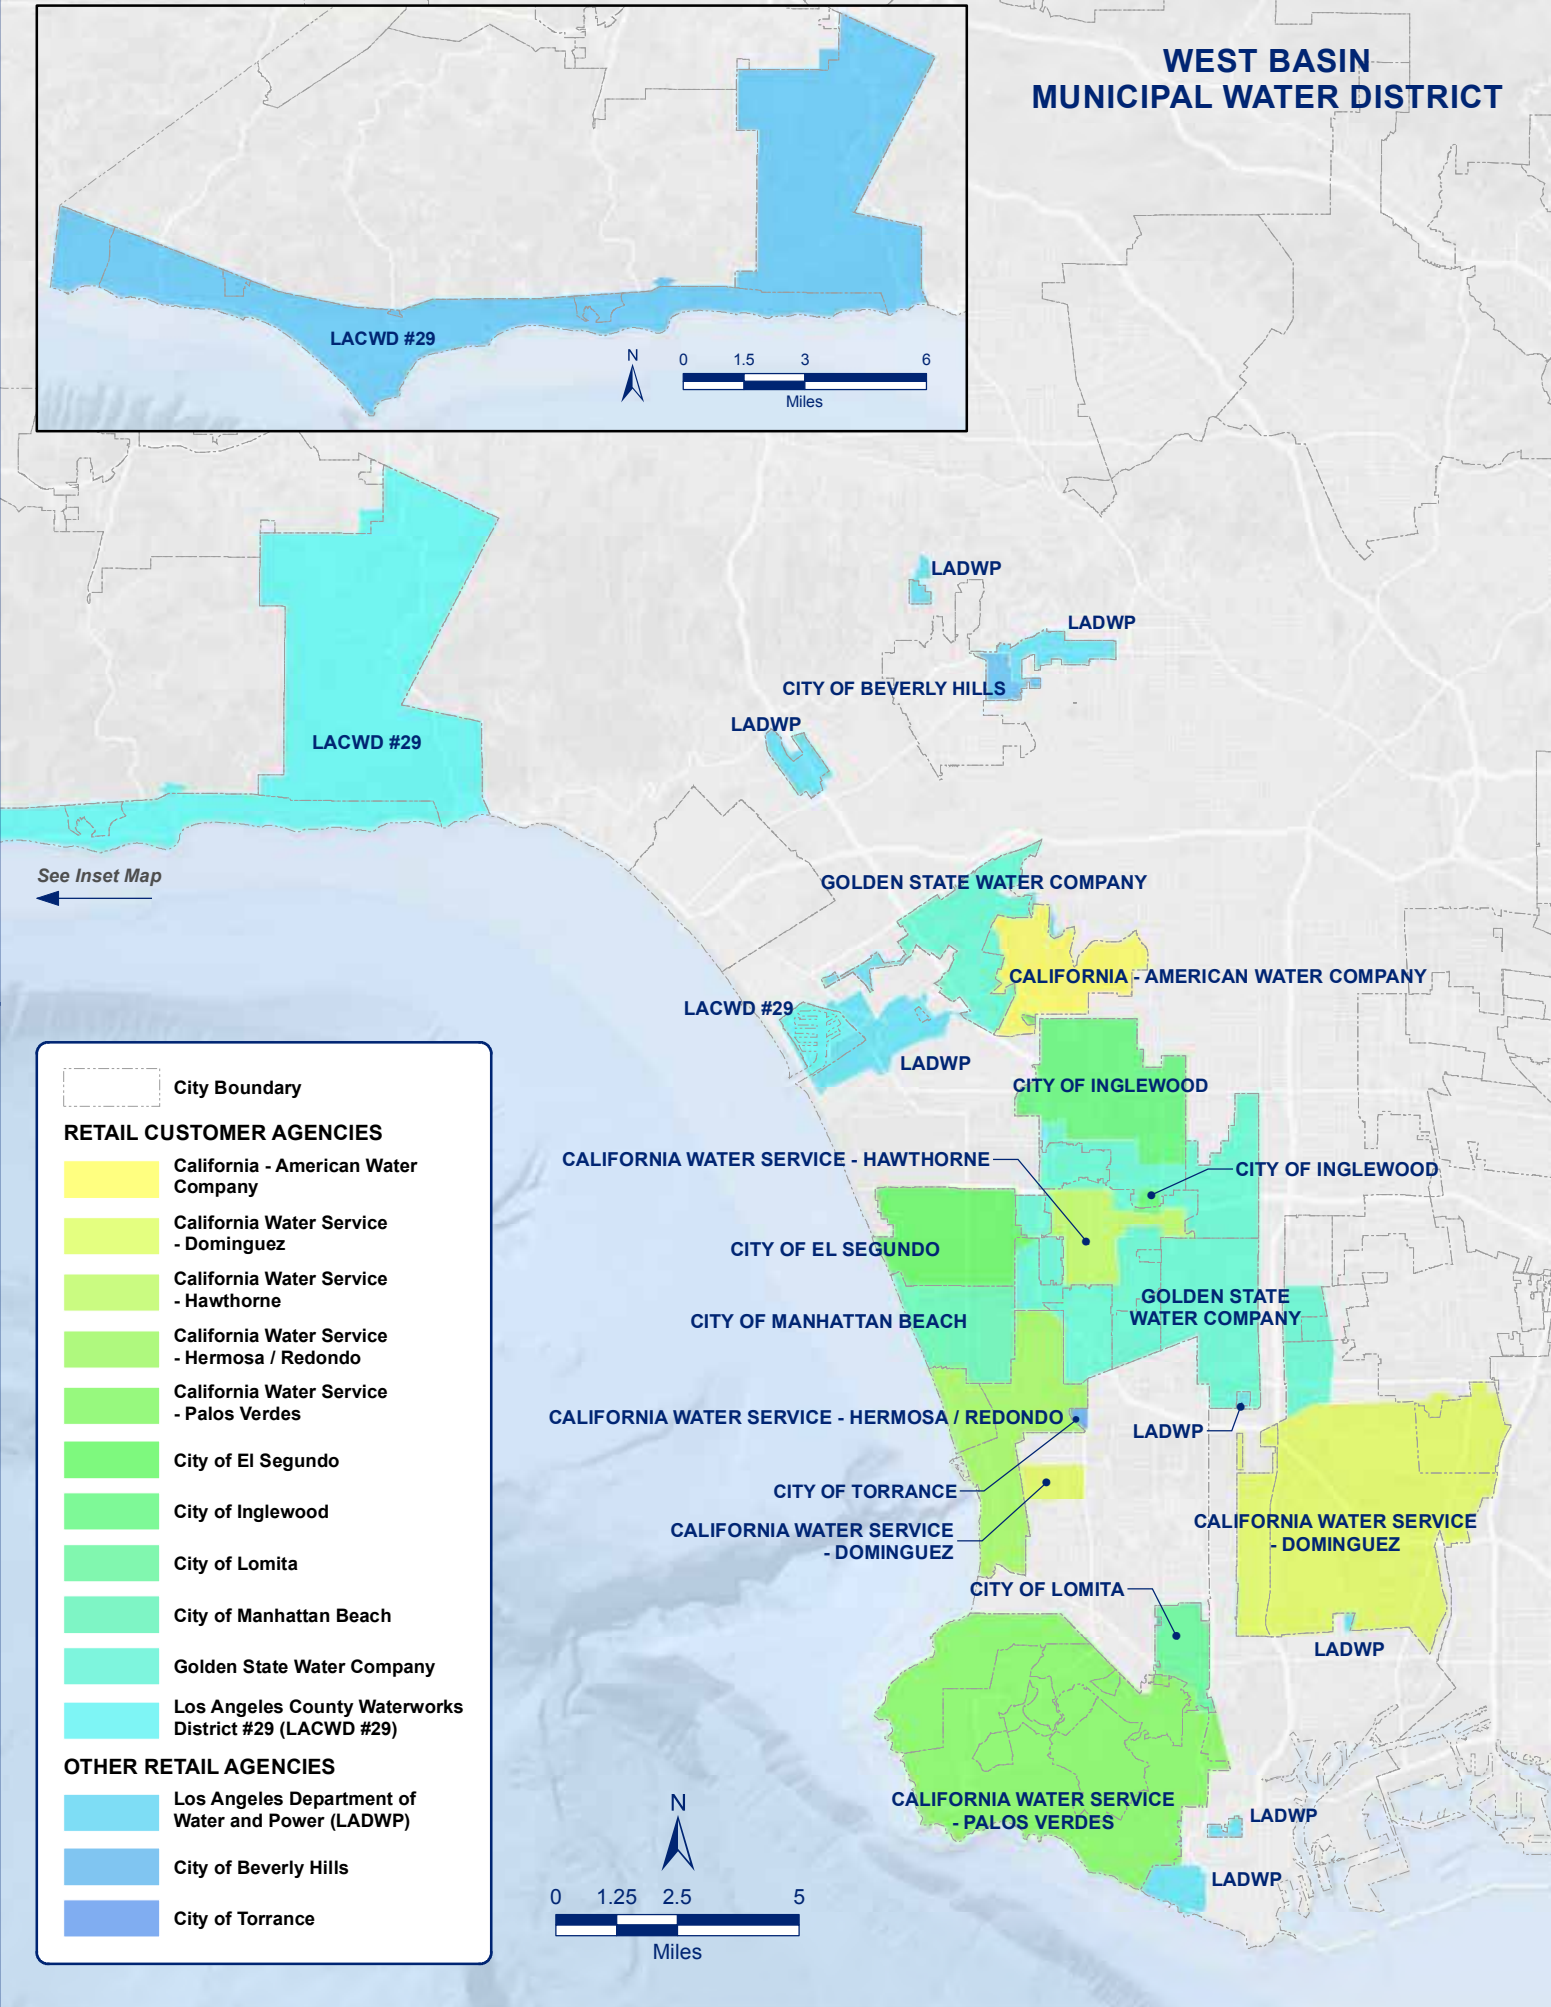 WEST BASIN
MUNICIPAL WATER DISTRICT
LACWD #29
N
0 1.5 3 6
Miles
LADWP
LADWP
CITY OF BEVERLY HILLS
LADWP
LACWD #29
See Inset Map
GOLDEN STATE WATER COMPANY
CALIFORNIA - AMERICAN WATER COMPANY
LACWD #29
LADWP
CITY OF INGLEWOOD
CALIFORNIA WATER SERVICE - HAWTHORNE
CITY OF INGLEWOOD
CITY OF EL SEGUNDO
GOLDEN STATE
WATER COMPANY
CITY OF MANHATTAN BEACH
CALIFORNIA WATER SERVICE - HERMOSA / REDONDO
LADWP
CITY OF TORRANCE
CALIFORNIA WATER SERVICE
- DOMINGUEZ
CALIFORNIA WATER SERVICE
- DOMINGUEZ
CITY OF LOMITA
LADWP
CALIFORNIA WATER SERVICE
- PALOS VERDES
LADWP
LADWP
City Boundary
RETAIL CUSTOMER AGENCIES
California - American Water
Company
California Water Service
- Dominguez
California Water Service
- Hawthorne
California Water Service
- Hermosa / Redondo
California Water Service
- Palos Verdes
City of El Segundo
City of Inglewood
City of Lomita
City of Manhattan Beach
Golden State Water Company
Los Angeles County Waterworks
District #29 (LACWD #29)
OTHER RETAIL AGENCIES
Los Angeles Department of
Water and Power (LADWP)
City of Beverly Hills
City of Torrance
N
0 1.25 2.5 5
Miles